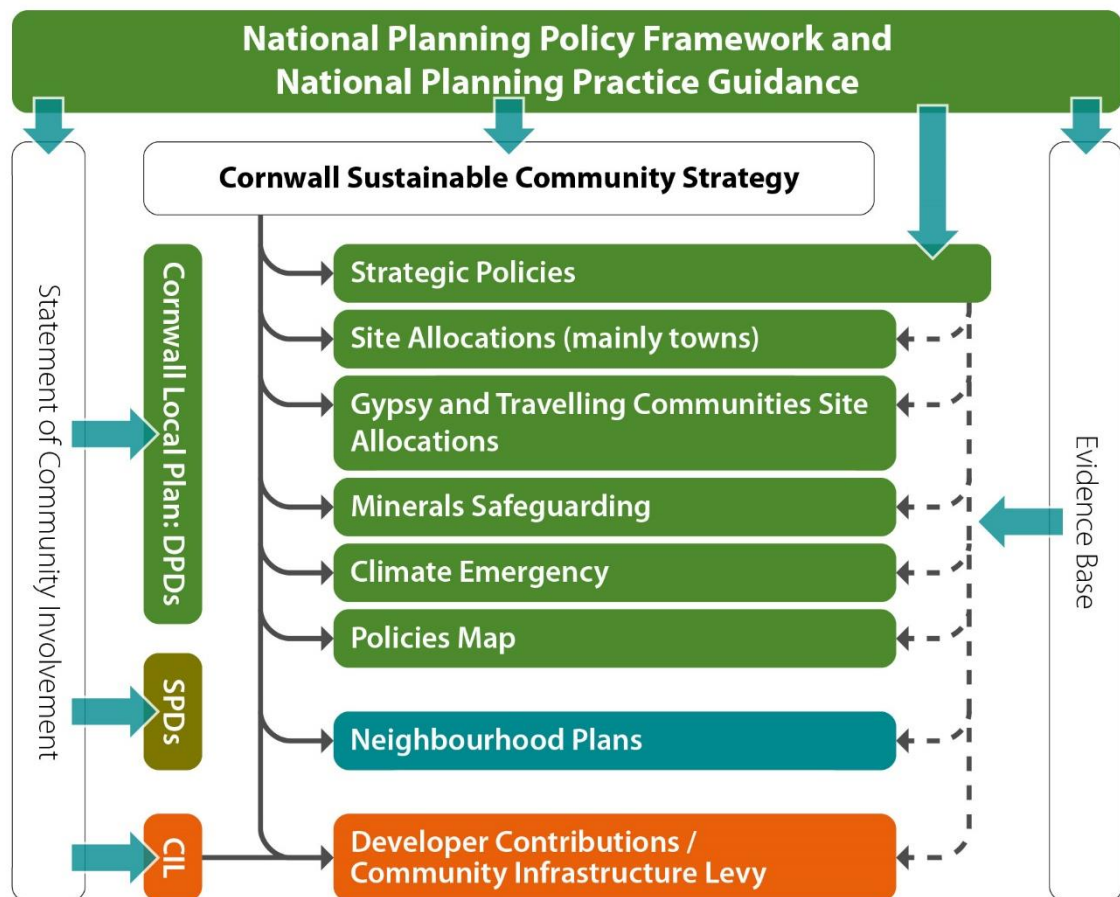 National Planning Policy Framework and
National Planning Practice Guidance
Cornwall Sustainable Community Strategy
Statement of Community Involvement
Cornwall Local Plan: DPDs
Strategic Policies
Site Allocations (mainly towns)
Gypsy and Travelling Communities Site
Allocations
Minerals Safeguarding
Climate Emergency
Policies Map
SPDs
Neighbourhood Plans
CIL
Developer Contributions /
Community Infrastructure Levy
Evidence Base